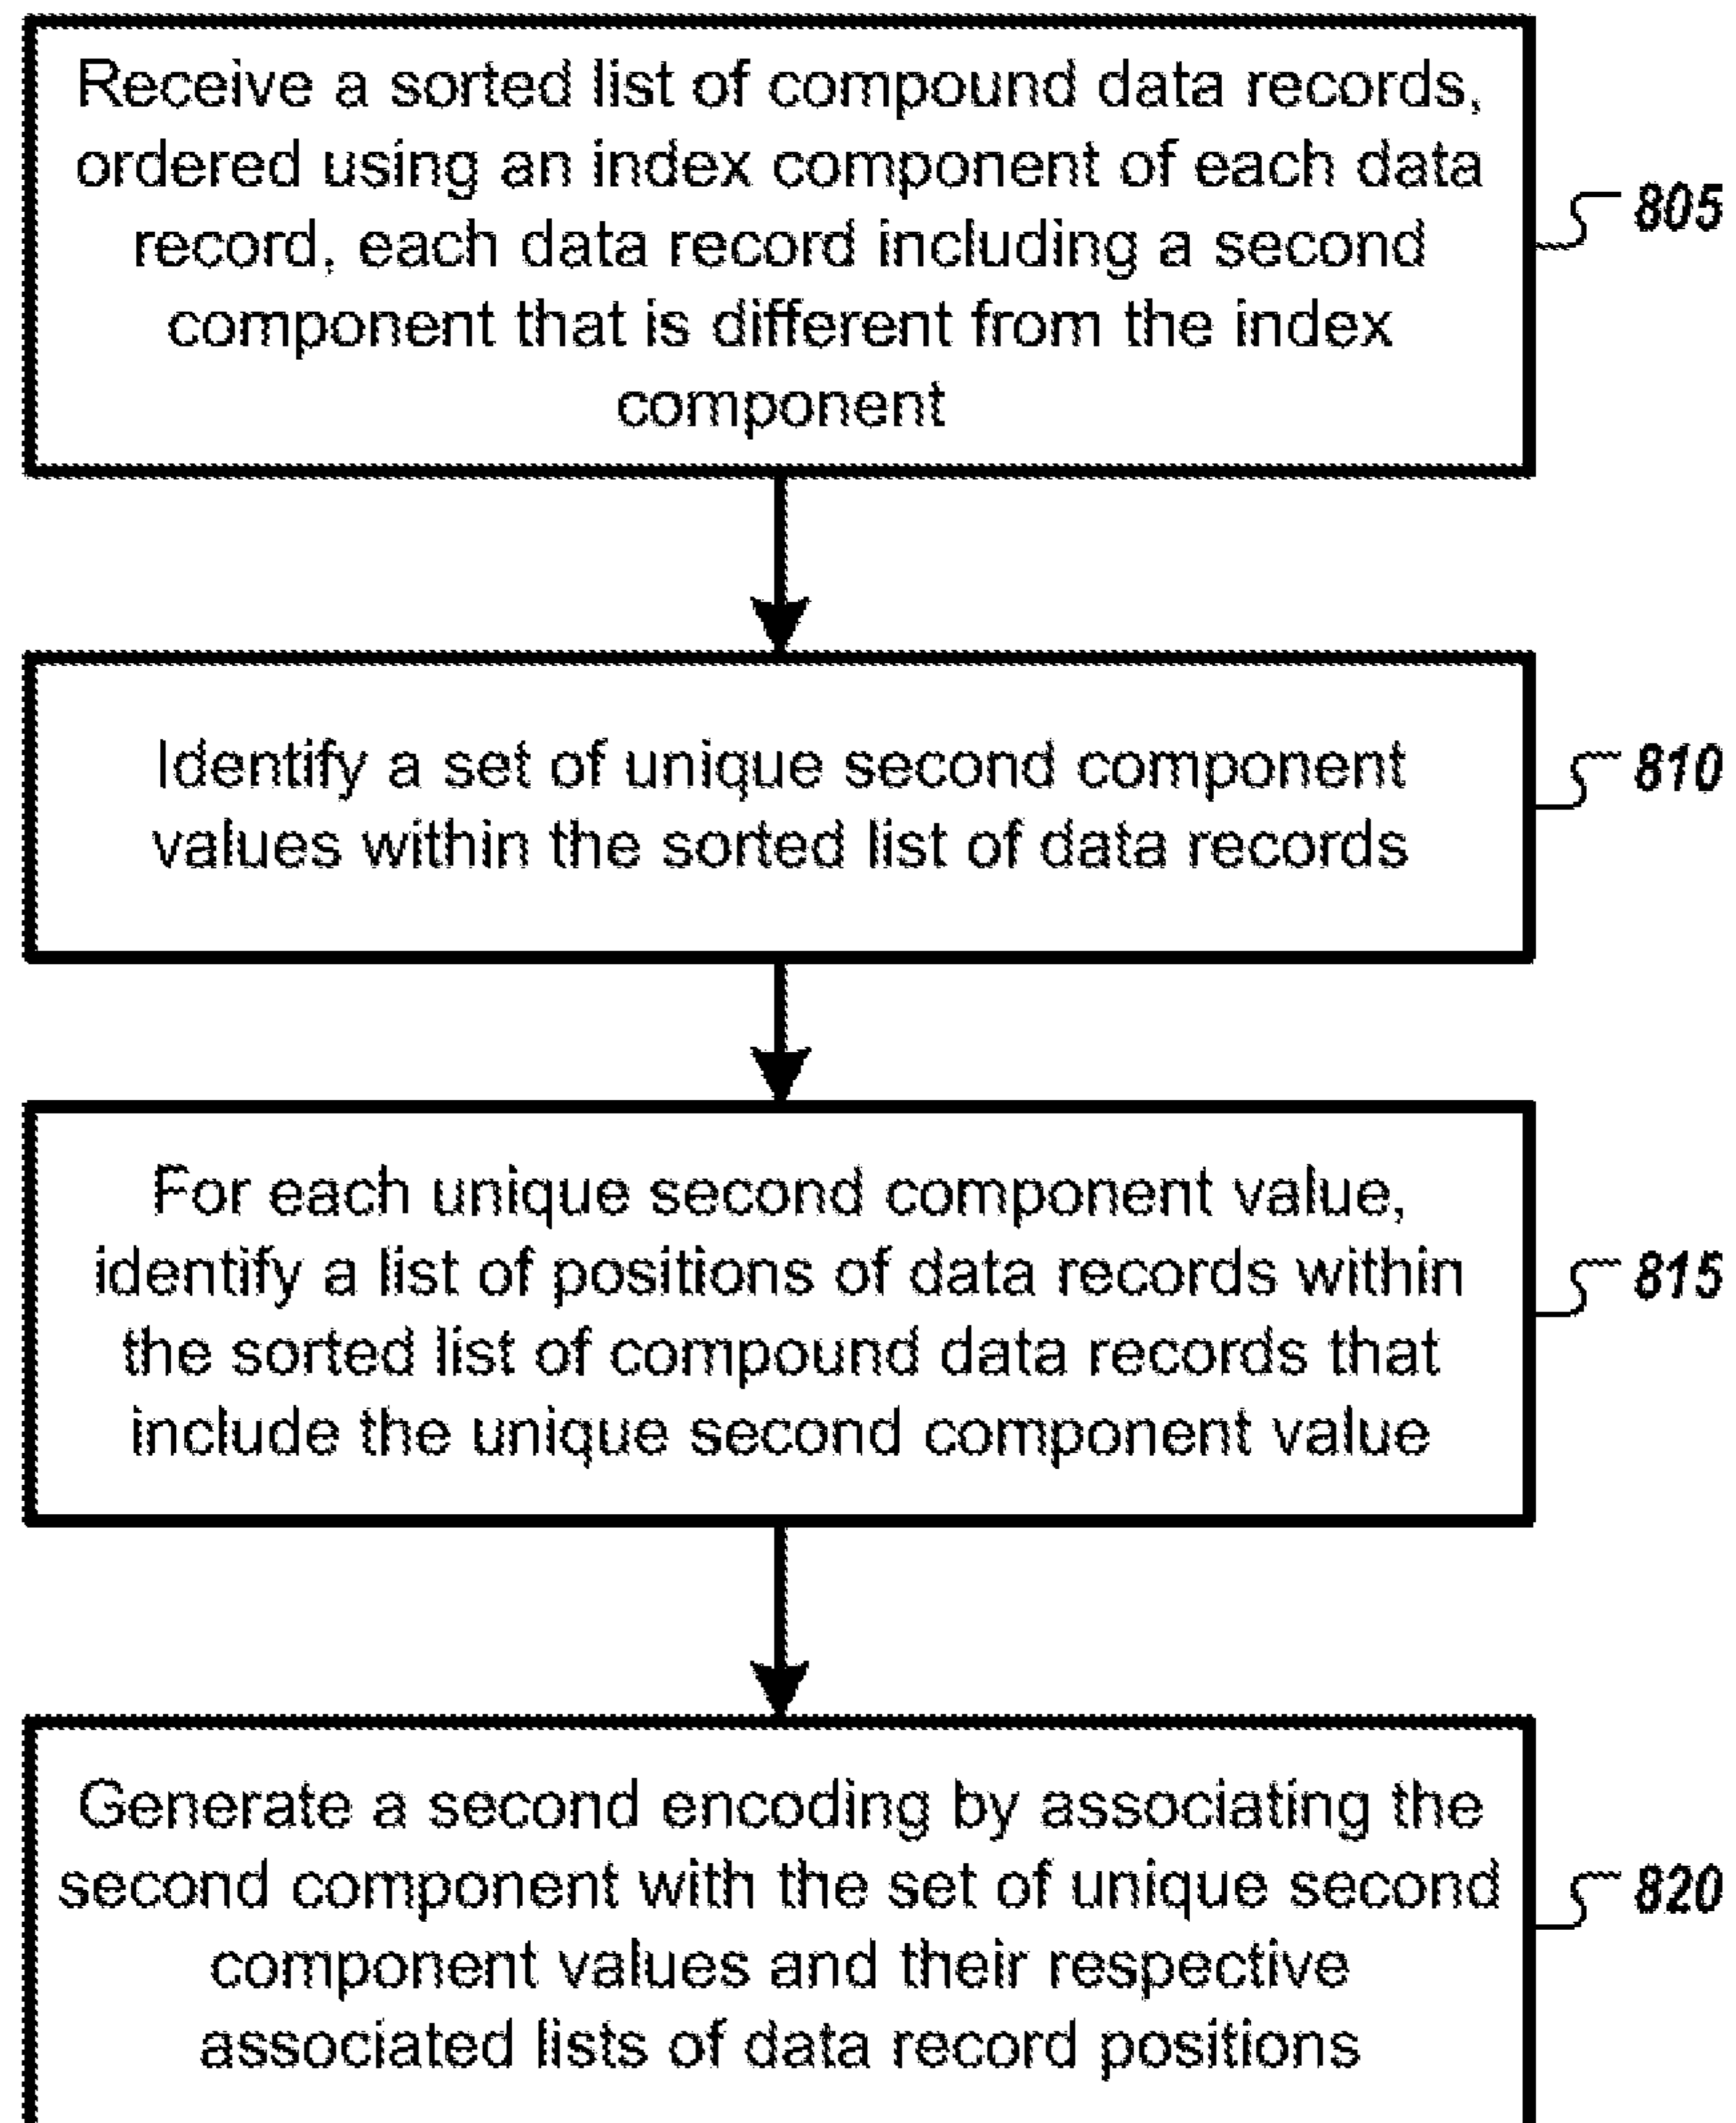 Receive a sorted list of compound data records,
ordered using an index component of each data
record, each data record including a second
component that is different from the index
component
805
Identify a set of unique second component
values within the sorted list of data records
810
For each unique second component value,
identify a list of positions of data records within
the sorted list of compound data records that
include the unique second component value
815
Generate a second encoding by associating the
second component with the set of unique second
component values and their respective
associated lists of data record positions
820